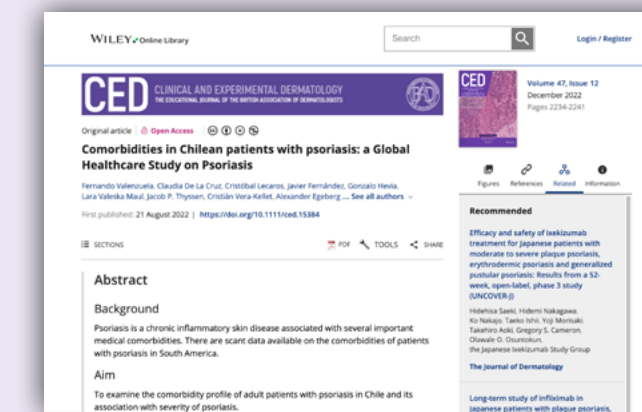 WILEY Online Library
Search
Login / Register
CED
CLINICAL AND EXPERIMENTAL DERMATOLOGY
THE EDUCATIONAL JOURNAL OF THE BRITISH ASSOCIATION OF DERMATOLOGISTS
Original article | Open Access |
Comorbidities in Chilean patients with psoriasis: a Global
Healthcare Study on Psoriasis
Fernando Valenzuela, Claudia De La Cruz, Cristóbal Lecaros, Javier Fernández, Gonzalo Hevia,
Lara Valeska Maul, Jacob P. Thyssen, Cristián Vera-Kellet, Alexander Egeberg ... See all authors
First published: 21 August 2022 | https://doi.org/10.1111/ced.15384
SECTIONS
PDF
TOOLS
SHARE
Abstract
Background
Psoriasis is a chronic inflammatory skin disease associated with several important
medical comorbidities. There are scant data available on the comorbidities of patients
with psoriasis in South America.
Aim
To examine the comorbidity profile of adult patients with psoriasis in Chile and its
association with severity of psoriasis.
CED
Volume 47, Issue 12
December 2022
Pages 2234-2241
Figures
References
Related
Information
Recommended
Efficacy and safety of ixekizumab
treatment for Japanese patients with
moderate to severe plaque psoriasis,
erythrodermic psoriasis and generalized
pustular psoriasis: Results from a 52-
week, open-label, phase 3 study
(UNCOVER-J)
Hidehisa Saeki, Hidemi Nakagawa,
Ko Nakajo, Taeko Ishii, Yoji Morisaki,
Takehiro Aoki, Gregory S. Cameron,
Olawale O. Osuntokun,
the Japanese Ixekizumab Study Group
The Journal of Dermatology
Long-term study of infliximab in
Japanese patients with plaque psoriasis,